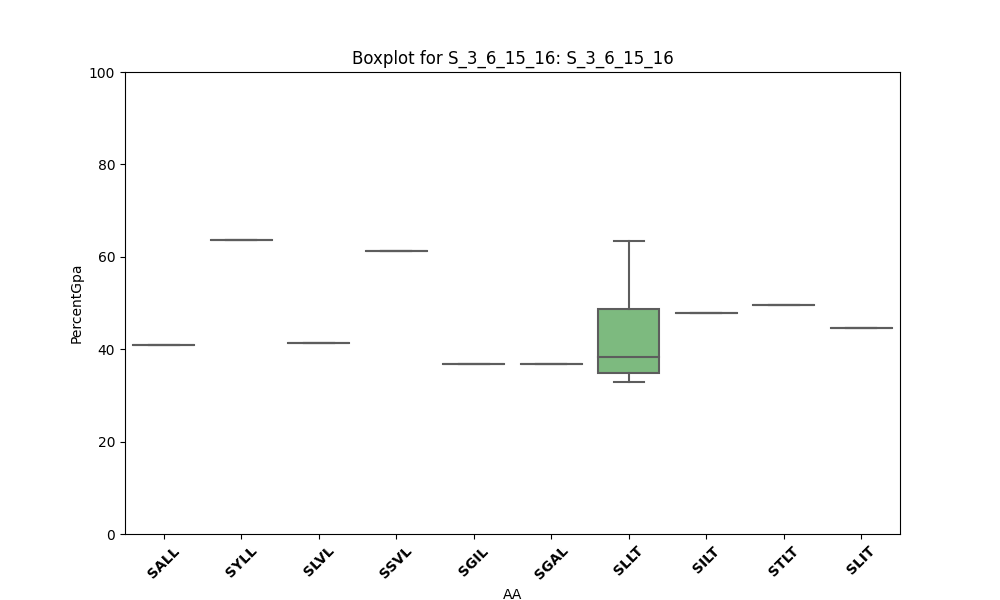 Boxplot for S_3_6_15_16: S_3_6_15_16
100
80
60
40
20
0
PercentGpa
SALL
SYLL
SLVL
SSVL
SGIL
SGAL
SLLT
SILT
STLT
SLIT
AA